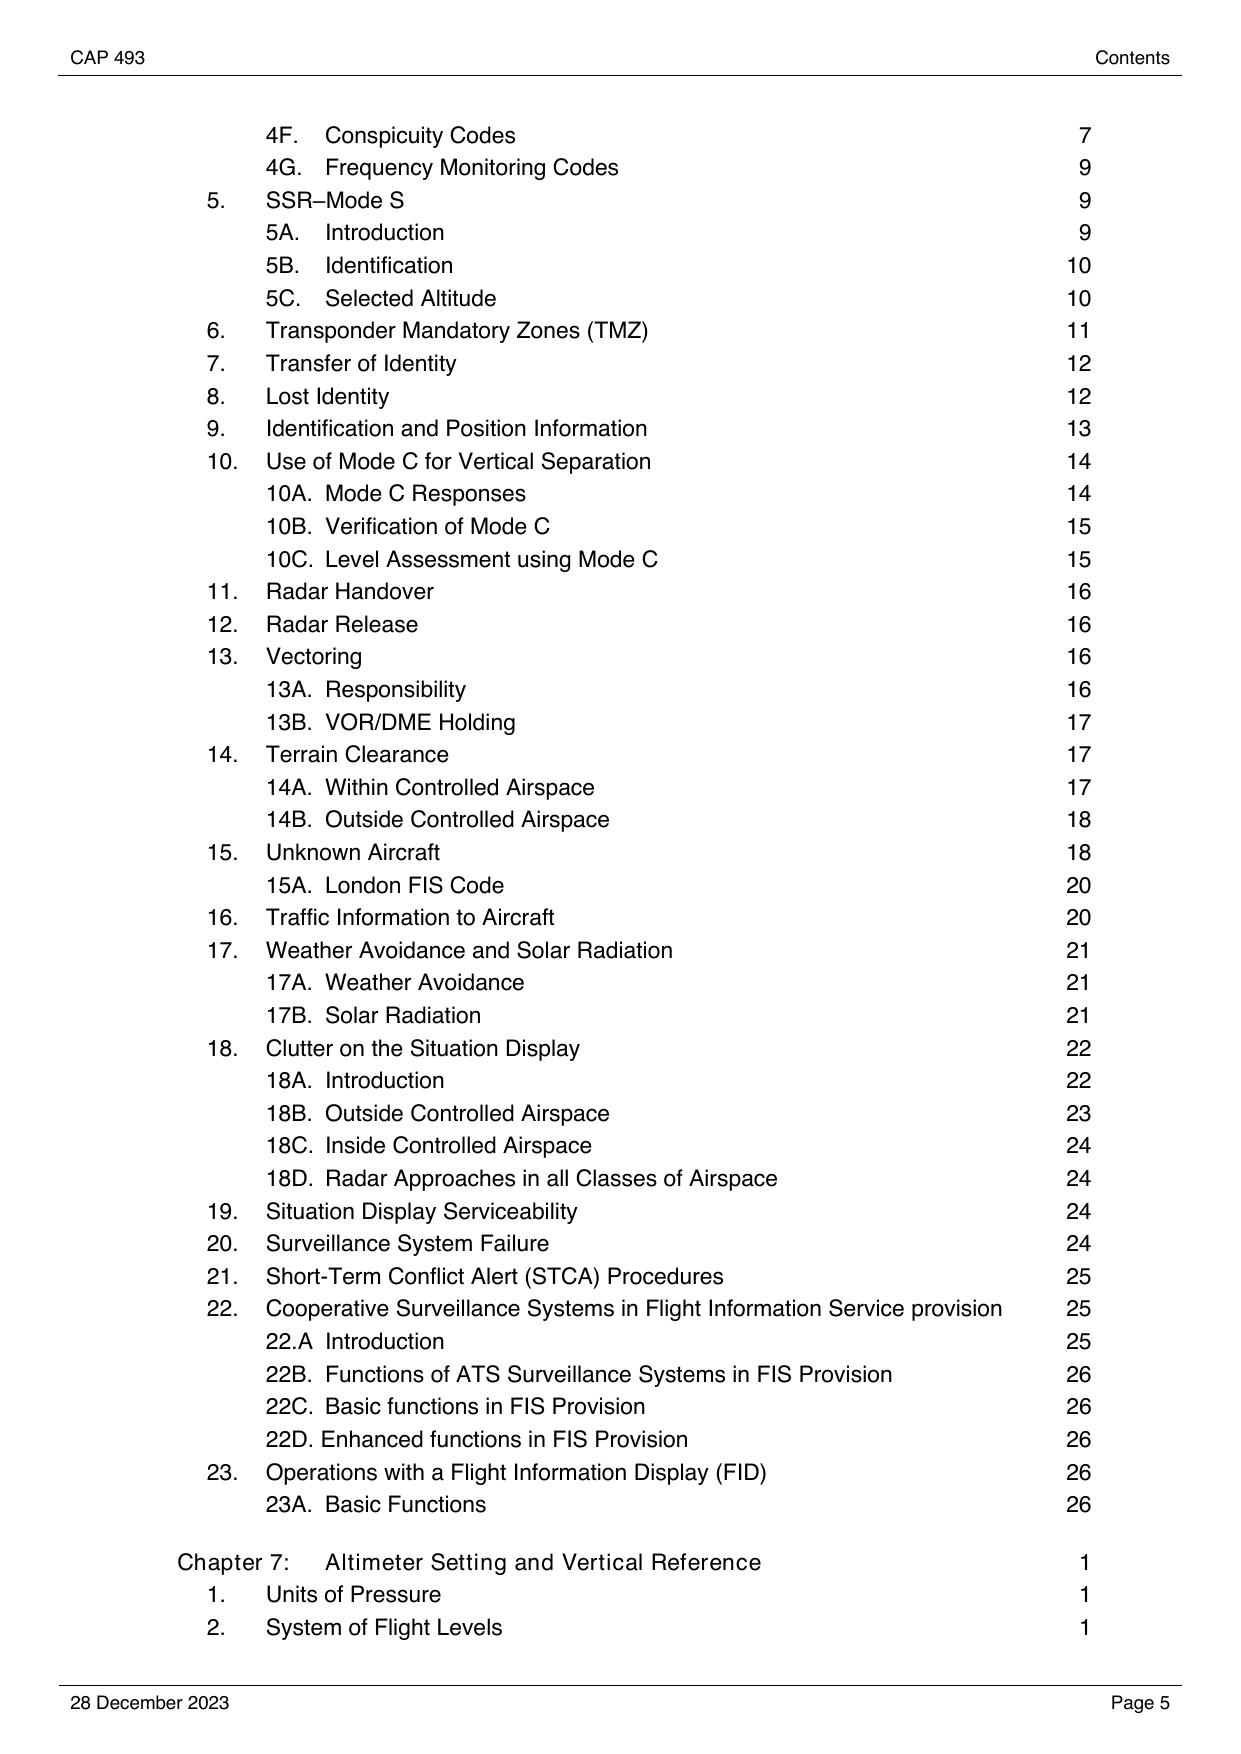 CAP 493 Contents
4F. Conspicuity Codes 7
4G. Frequency Monitoring Codes 9
5. SSR–Mode S 9
5A. Introduction 9
5B. Identification 10
5C. Selected Altitude 10
6. Transponder Mandatory Zones (TMZ) 11
7. Transfer of Identity 12
8. Lost Identity 12
9. Identification and Position Information 13
10. Use of Mode C for Vertical Separation 14
10A. Mode C Responses 14
10B. Verification of Mode C 15
10C. Level Assessment using Mode C 15
11. Radar Handover 16
12. Radar Release 16
13. Vectoring 16
13A. Responsibility 16
13B. VOR/DME Holding 17
14. Terrain Clearance 17
14A. Within Controlled Airspace 17
14B. Outside Controlled Airspace 18
15. Unknown Aircraft 18
15A. London FIS Code 20
16. Traffic Information to Aircraft 20
17. Weather Avoidance and Solar Radiation 21
17A. Weather Avoidance 21
17B. Solar Radiation 21
18. Clutter on the Situation Display 22
18A. Introduction 22
18B. Outside Controlled Airspace 23
18C. Inside Controlled Airspace 24
18D. Radar Approaches in all Classes of Airspace 24
19. Situation Display Serviceability 24
20. Surveillance System Failure 24
21. Short-Term Conflict Alert (STCA) Procedures 25
22. Cooperative Surveillance Systems in Flight Information Service provision 25
22.A Introduction 25
22B. Functions of ATS Surveillance Systems in FIS Provision 26
22C. Basic functions in FIS Provision 26
22D. Enhanced functions in FIS Provision 26
23. Operations with a Flight Information Display (FID) 26
23A. Basic Functions 26
Chapter 7: Altimeter Setting and Vertical Reference 1
1. Units of Pressure 1
2. System of Flight Levels 1
28 December 2023 Page 5